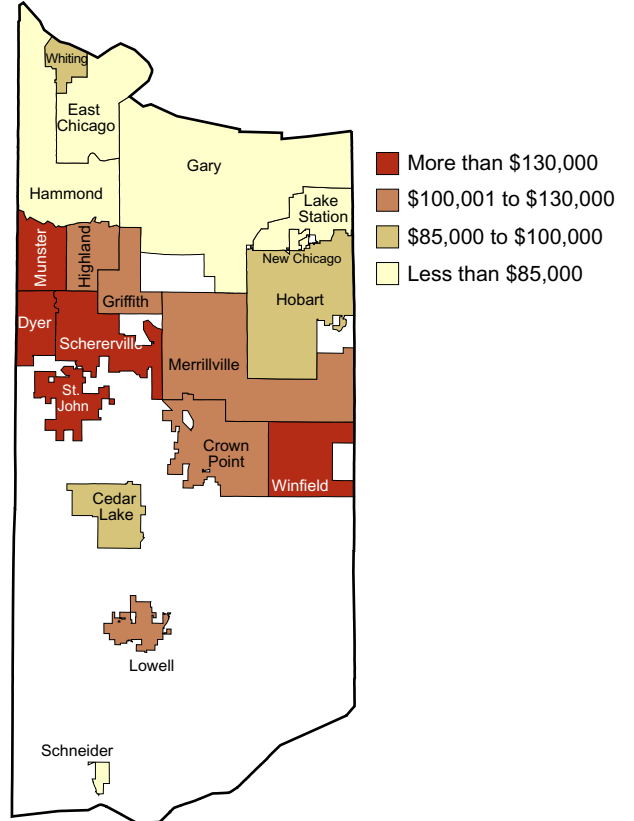 Whiting
East
Chicago
Gary
Hammond
Lake
Station
New Chicago
Munster
Highland
Griffith
Hobart
Dyer
Schererville
Merrillville
St.
John
Crown
Point
Winfield
Cedar
Lake
Lowell
Schneider
More than $130,000
$100,001 to $130,000
$85,000 to $100,000
Less than $85,000